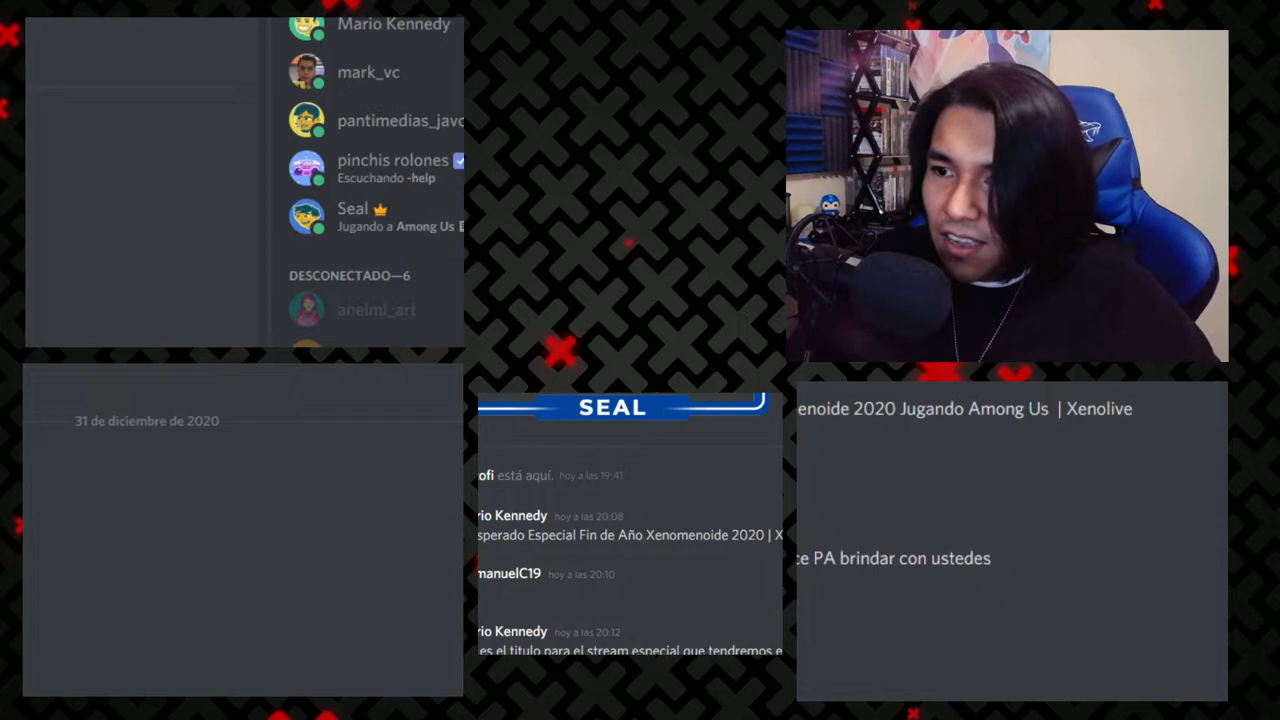 Mario Kennedy
mark_vc
pantimedias_javo
pinchis rolones
Escuchando -help
Seal
Jugando a Among Us
DESCONECTADO—6
anelml_art
31 de diciembre de 2020
SEAL
ofi está aquí. hoy a las 19:41
rio Kennedy hoy a las 20:08
sperado Especial Fin de Año Xenomenoide 2020 | X
manuelC19 hoy a las 20:10
rio Kennedy hoy a las 20:12
es el titulo para el stream especial que tendremos e
enoide 2020 Jugando Among Us | Xenolive
ce PA brindar con ustedes